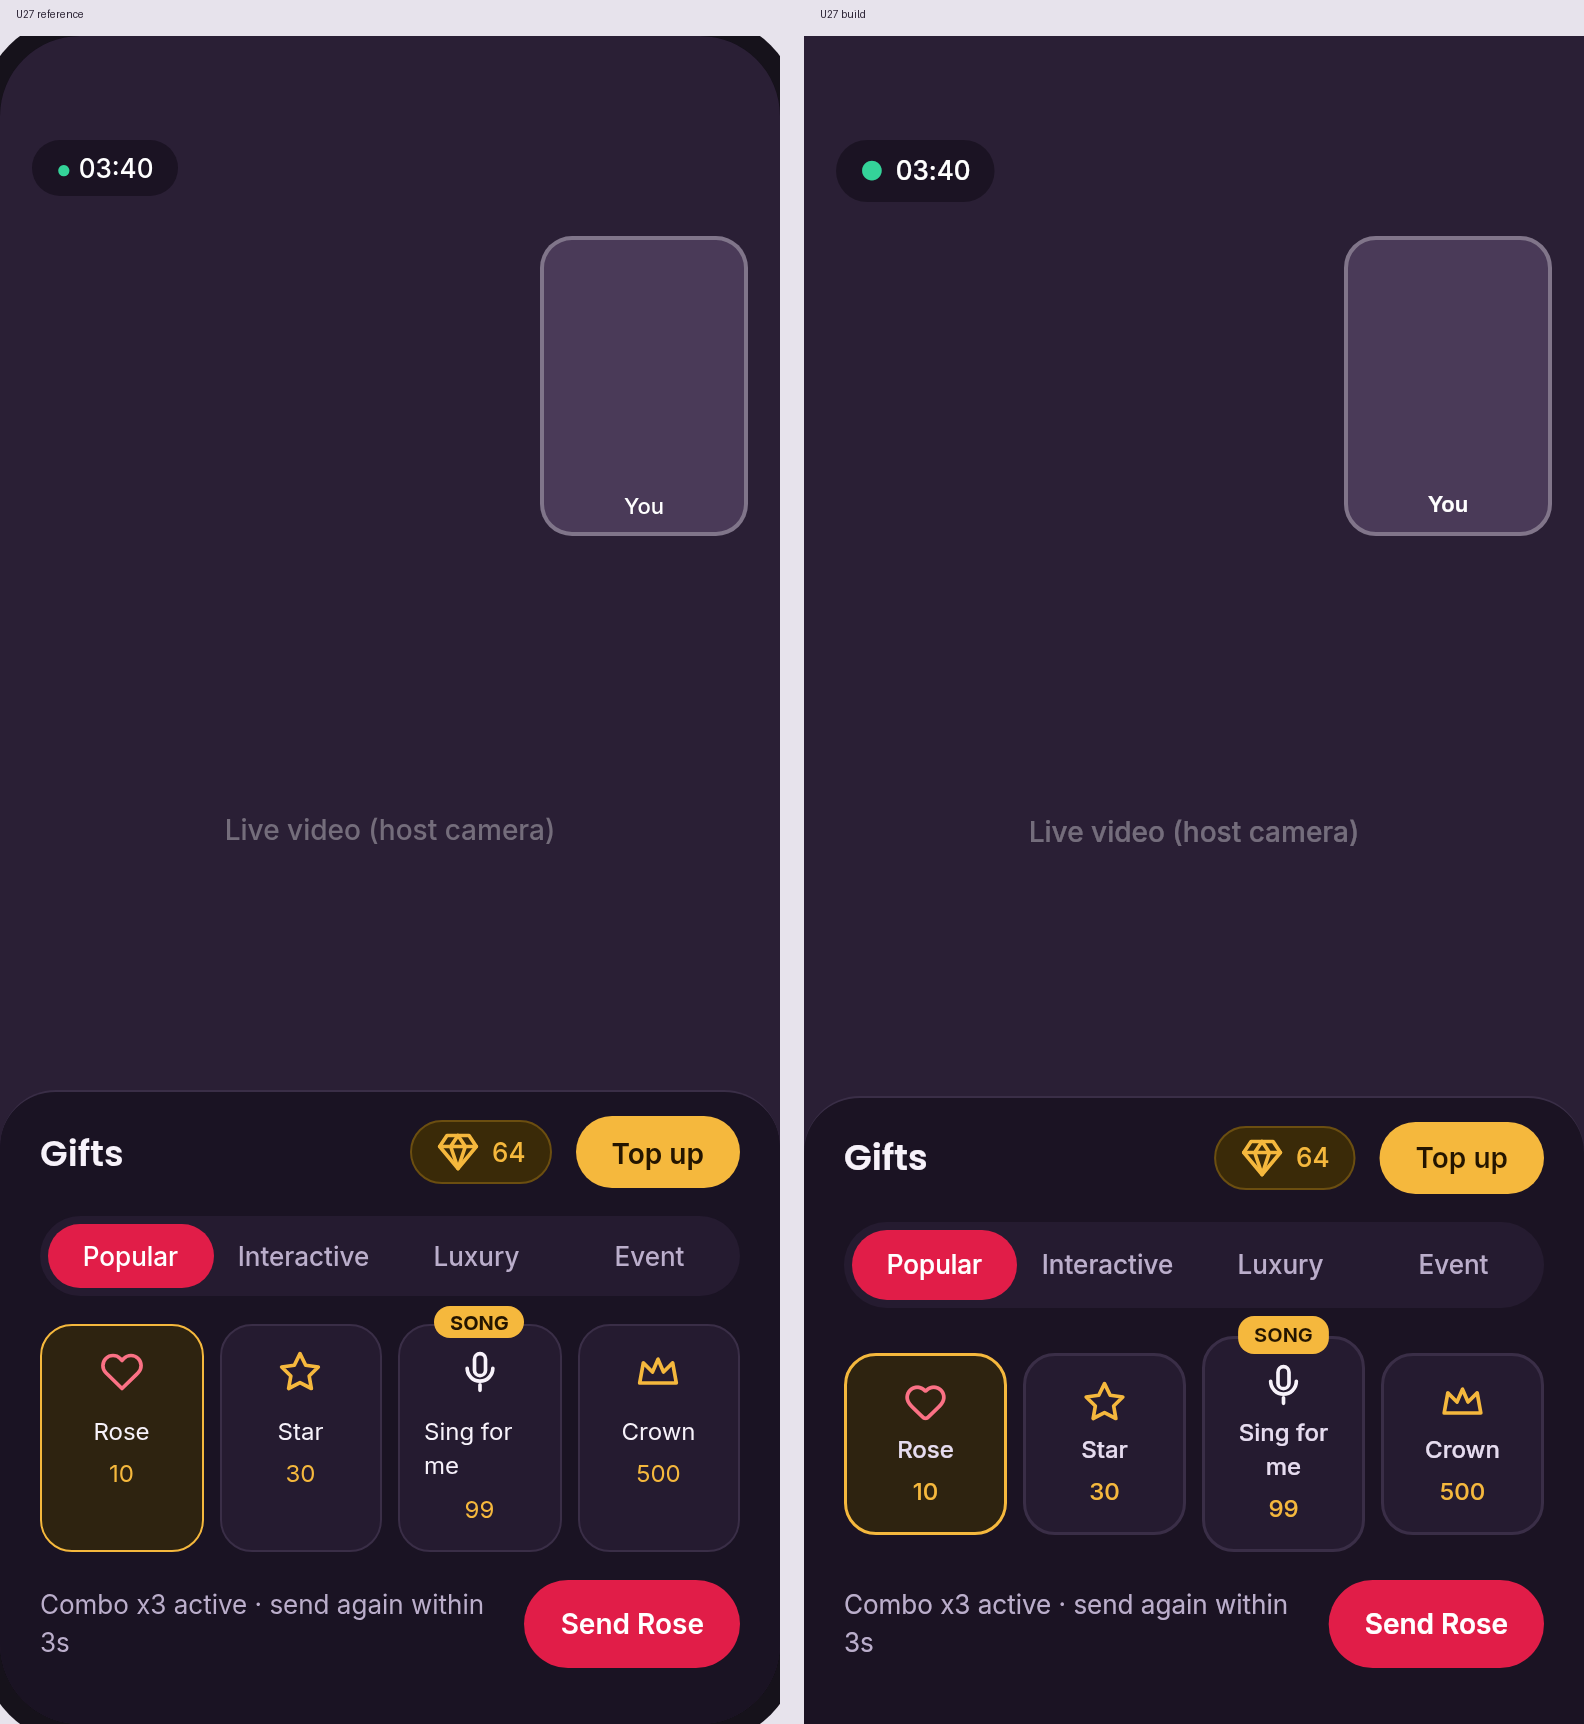 U27 reference
03:40
You
Live video (host camera)
Gifts
64
Top up
Popular
Interactive
Luxury
Event
SONG
Rose
10
Star
30
Sing for
me
99
Crown
500
Combo x3 active · send again within
3s
Send Rose
U27 build
03:40
You
Live video (host camera)
Gifts
64
Top up
Popular
Interactive
Luxury
Event
SONG
Rose
10
Star
30
Sing for
me
99
Crown
500
Combo x3 active · send again within
3s
Send Rose